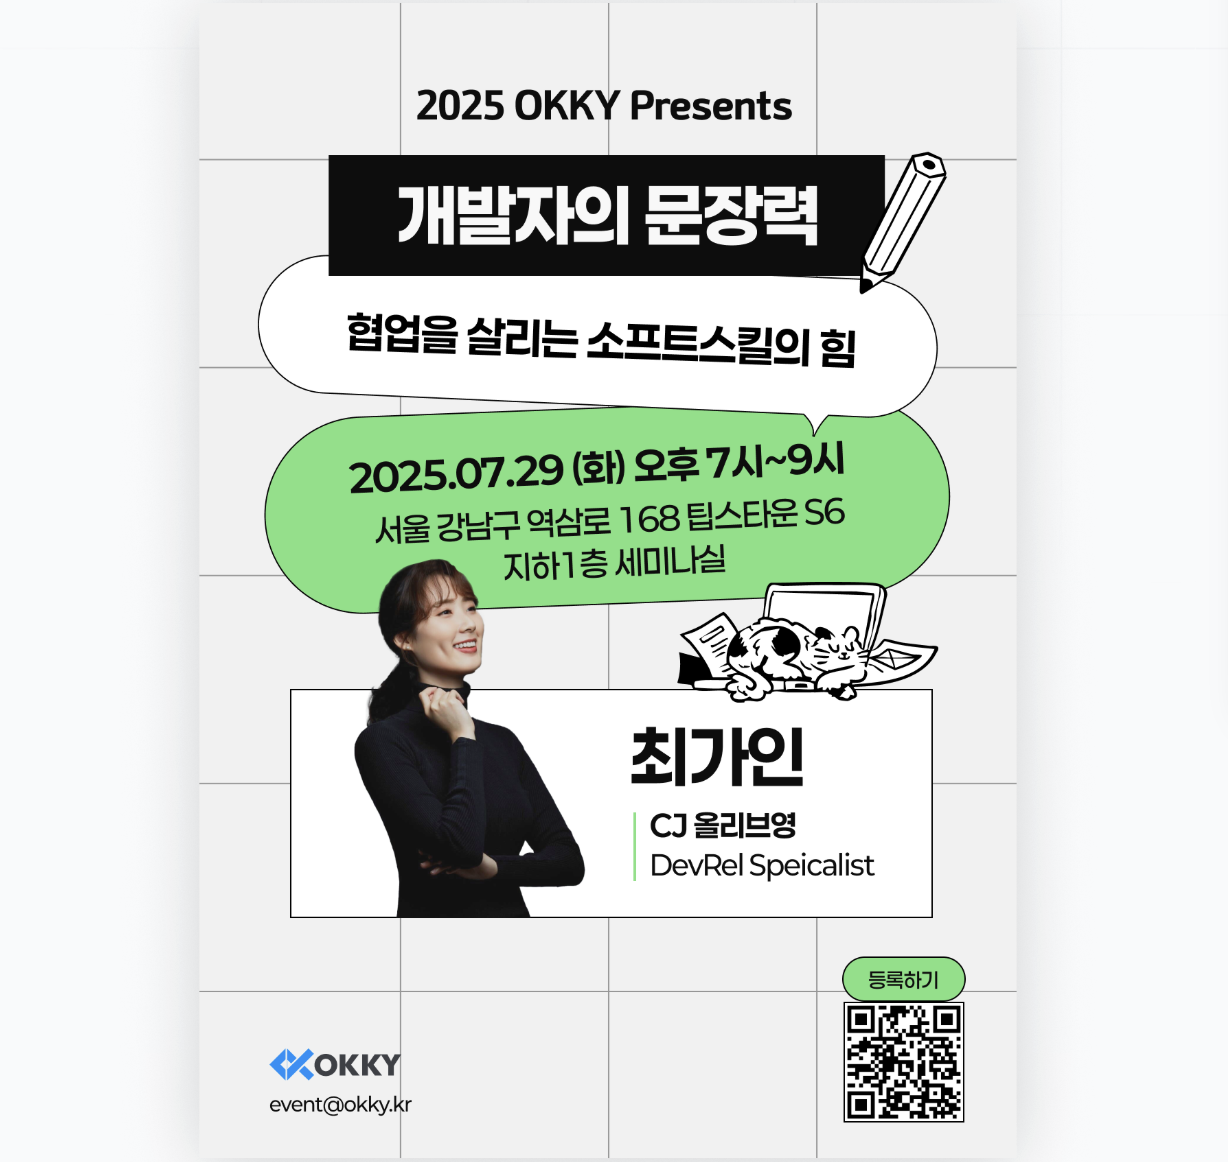 2025 OKKY Presents
개발자의 문장력
협업을 살리는 소프트스킬의 힘
2025.07.29 (화) 오후 7시~9시
서울 강남구 역삼로 168 팁스타운 S6
지하1층 세미나실
최가인
CJ 올리브영
DevRel Speicalist
등록하기
OKKY
event@okky.kr